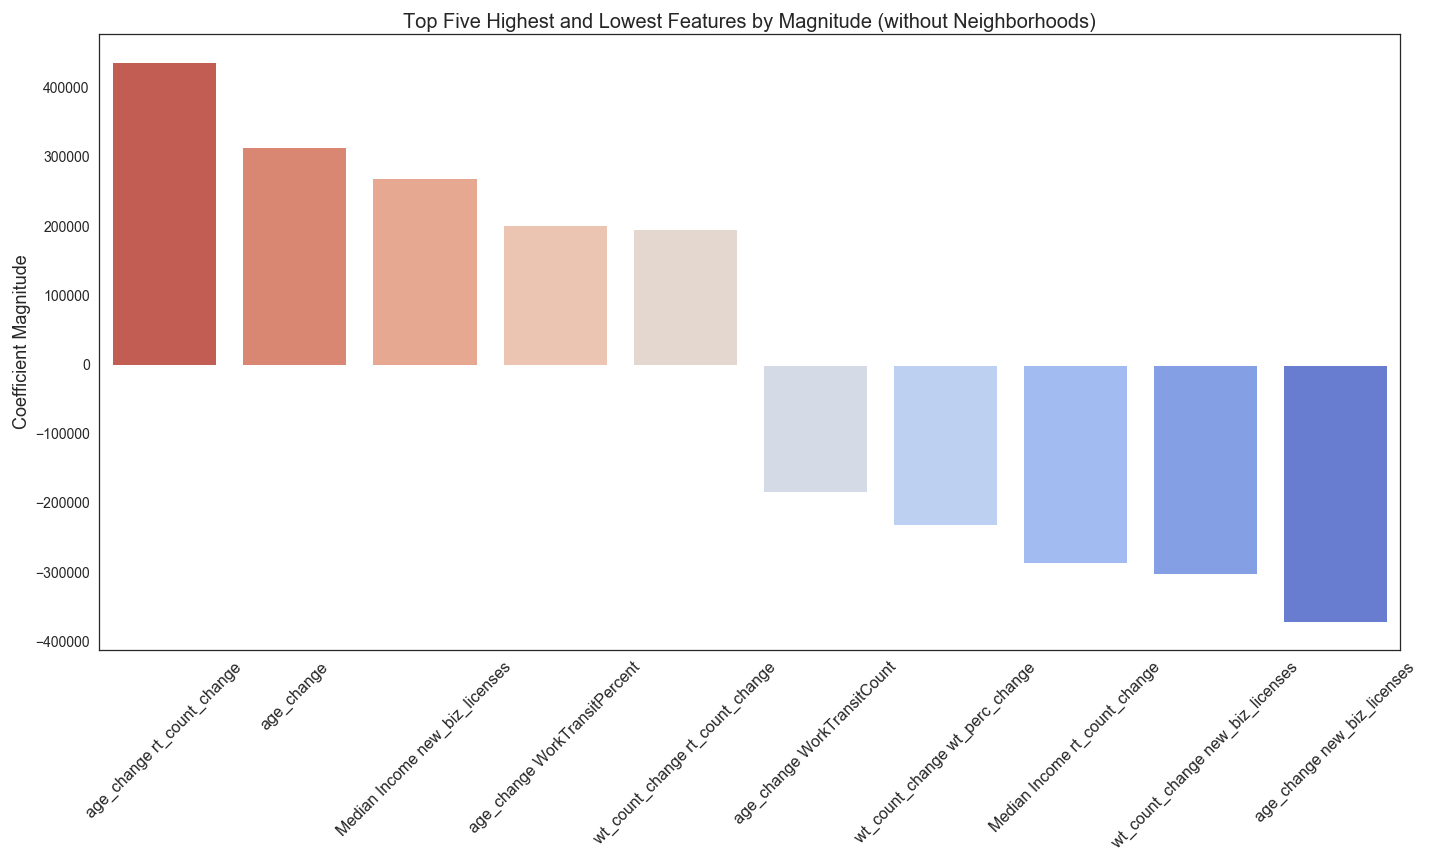 Top Five Highest and Lowest Features by Magnitude (without Neighborhoods)
Coefficient Magnitude
400000
300000
200000
100000
0
−100000
−200000
−300000
−400000
age_change rt_count_change
age_change
Median Income new_biz_licenses
age_change WorkTransitPercent
wt_count_change rt_count_change
age_change WorkTransitCount
wt_count_change wt_perc_change
Median Income rt_count_change
wt_count_change new_biz_licenses
age_change new_biz_licenses